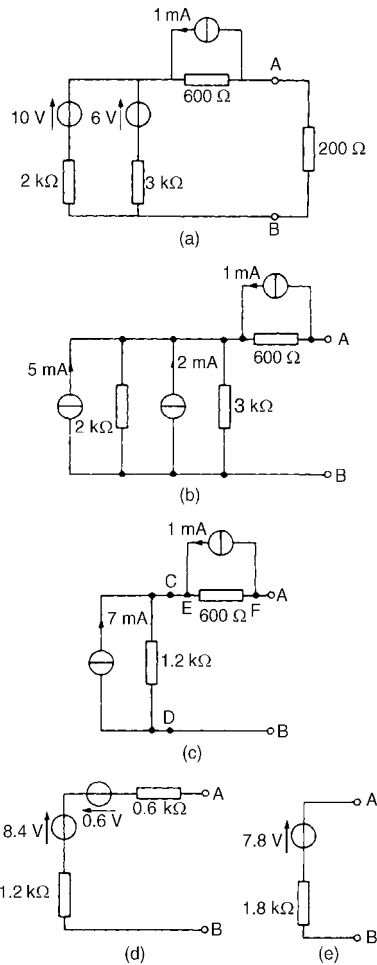 1 mA
A
600 Ω
10 V
6 V
200 Ω
2 kΩ
3 kΩ
B
(a)
1 mA
A
5 mA
2 mA
600 Ω
2 kΩ
3 kΩ
B
(b)
1 mA
C
A
7 mA
E
F
600 Ω
1.2 kΩ
D
B
(c)
A
8.4 V
0.6 V
0.6 kΩ
1.2 kΩ
B
(d)
A
7.8 V
1.8 kΩ
B
(e)